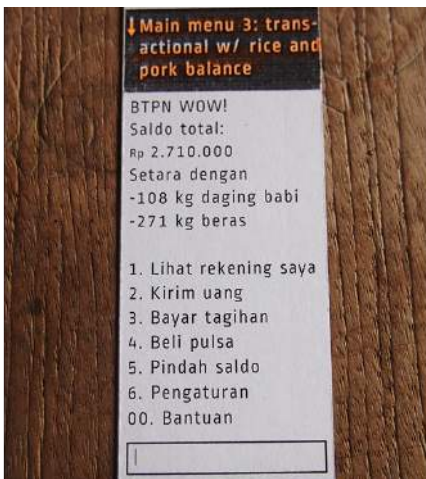 ↓Main menu 3: trans-
actional w/ rice and
pork balance
BTPN WOW!
Saldo total:
Rp 2.710.000
Setara dengan
-108 kg daging babi
-271 kg beras
1. Lihat rekening saya
2. Kirim uang
3. Bayar tagihan
4. Beli pulsa
5. Pindah saldo
6. Pengaturan
00. Bantuan